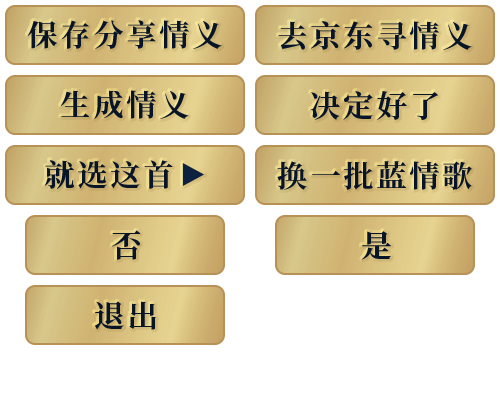 保存分享情义
去京东寻情义
生成情义
决定好了
就选这首▶
换一批蓝情歌
否
是
退出